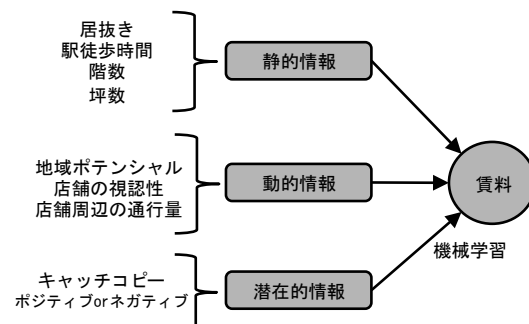 居抜き
駅徒歩時間
階数
坪数
静的情報
地域ポテンシャル
店舗の視認性
店舗周辺の通行量
動的情報
賃料
機械学習
キャッチコピー
ポジティブorネガティブ
潜在的情報